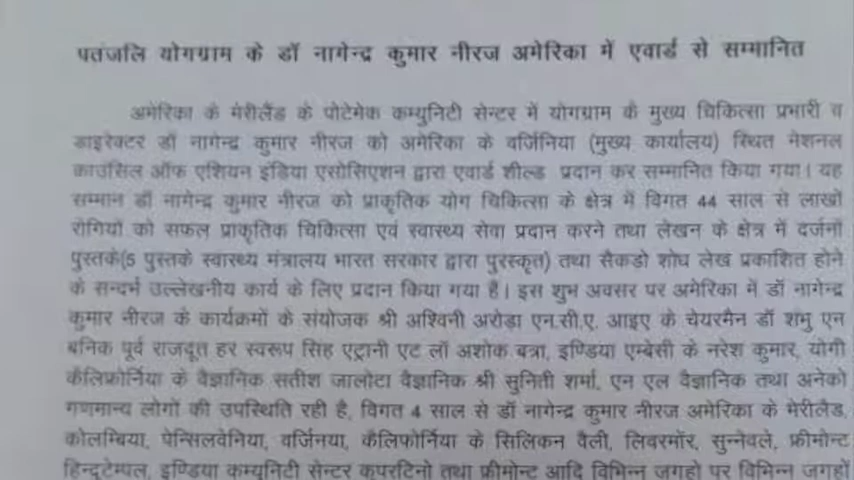 पतंजलि योगग्राम के डॉ नागेन्द्र कुमार नीरज अमेरिका में एवार्ड से सम्मानित
अमेरिका के मेरीलैंड के पोटेमेक कम्युनिटी सेन्टर में योगग्राम के मुख्य चिकित्सा प्रभारी व
डाइरेक्टर डॉ नागेन्द्र कुमार नीरज को अमेरिका के वर्जिनिया (मुख्य कार्यालय) स्थित नेशनल
काउंसिल ऑफ एशियन इंडिया एसोसिएशन द्वारा एवार्ड शील्ड प्रदान कर सम्मानित किया गया। यह
सम्मान डॉ नागेन्द्र कुमार नीरज को प्राकृतिक योग चिकित्सा के क्षेत्र में विगत 44 साल से लाखों
रोगियों को सफल प्राकृतिक चिकित्सा एवं स्वास्थ्य सेवा प्रदान करने तथा लेखन के क्षेत्र में दर्जनों
पुस्तकें(5 पुस्तके स्वास्थ्य मंत्रालय भारत सरकार द्वारा पुरस्कृत) तथा सैकडो शोध लेख प्रकाशित होने
के सन्दर्भ उल्लेखनीय कार्य के लिए प्रदान किया गया है। इस शुभ अवसर पर अमेरिका में डॉ नागेन्द्र
कुमार नीरज के कार्यक्रमों के संयोजक श्री अश्विनी अरोड़ा एन.सी.ए. आइए के चेयरमैन डॉ शंभु एन
बनिक पूर्व राजदूत हर स्वरूप सिंह एट्रानी एट लॉ अशोक बत्रा, इण्डिया एम्बेसी के नरेश कुमार, योगी
कैलिफ्रोर्निया के वैज्ञानिक सतीश जालोटा वैज्ञानिक श्री सुनिती शर्मा, एन एल वैज्ञानिक तथा अनेको
गणमान्य लोगों की उपस्थिति रही है, विगत 4 साल से डॉ नागेन्द्र कुमार नीरज अमेरिका के मेरीलैंड,
कोलम्बिया, पेन्सिलवेनिया, वर्जिनया, कैलिफोर्निया के सिलिकन वैली, लिवरमॉर, सुन्नेवले, फ्रीमोन्ट
हिन्दूटेम्पल, इण्डिया कम्युनिटी सेन्टर कुपरटिनो तथा फ्रीमोन्ट आदि विभिन्न जगहों पर विभिन्न जगहों